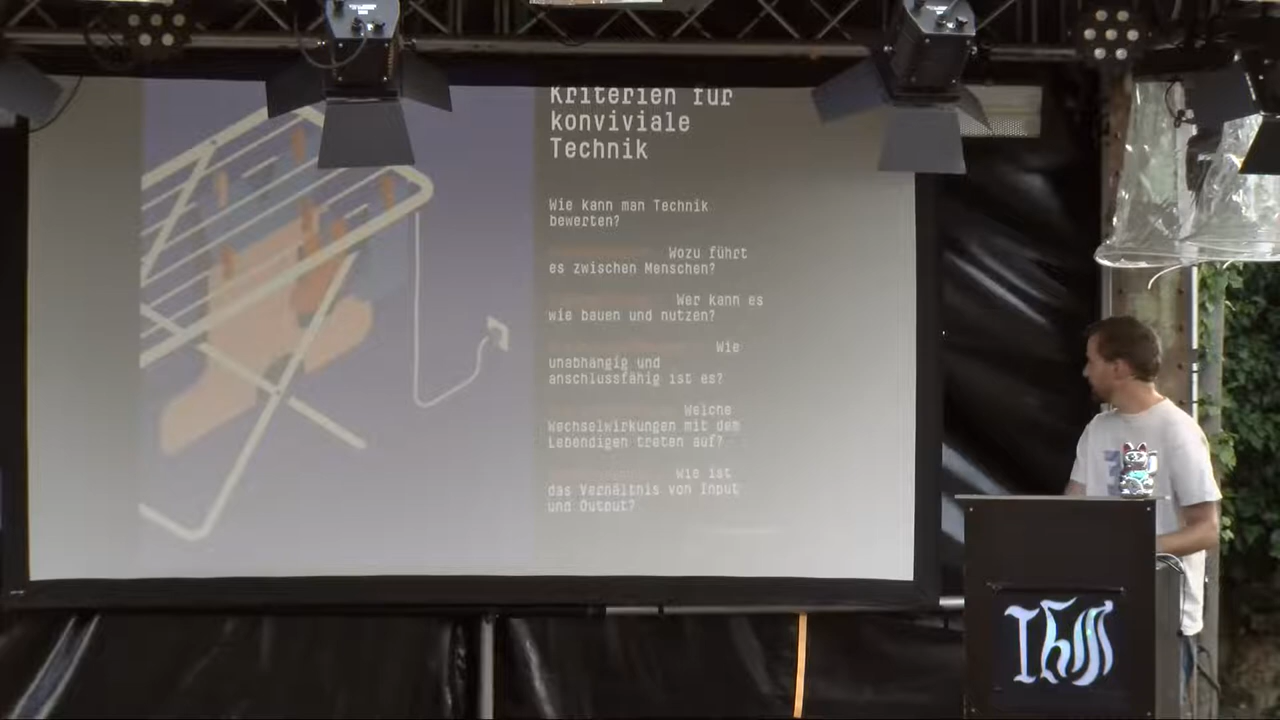 Kriterien für
konviviale
Technik
Wie kann man Technik
bewerten?
Wozu führt
es zwischen Menschen?
Wer kann es
wie bauen und nutzen?
Wie
unabhängig und
anschlussfähig ist es?
Welche
Wechselwirkungen mit dem
Lebendigen treten auf?
Wie ist
das Verhältnis von Input
und Output?